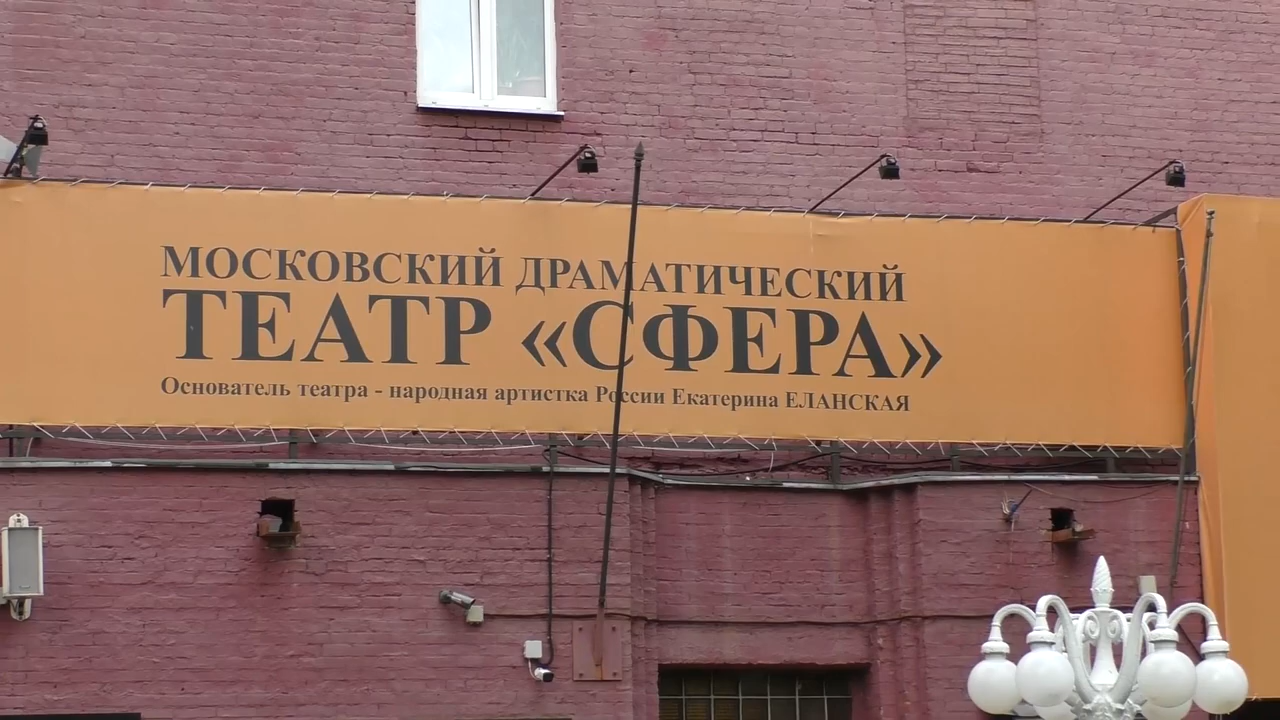 МОСКОВСКИЙ ДРАМАТИЧЕСКИЙ
ТЕАТР «СФЕРА»
Основатель театра - народная артистка России Екатерина ЕЛАНСКАЯ